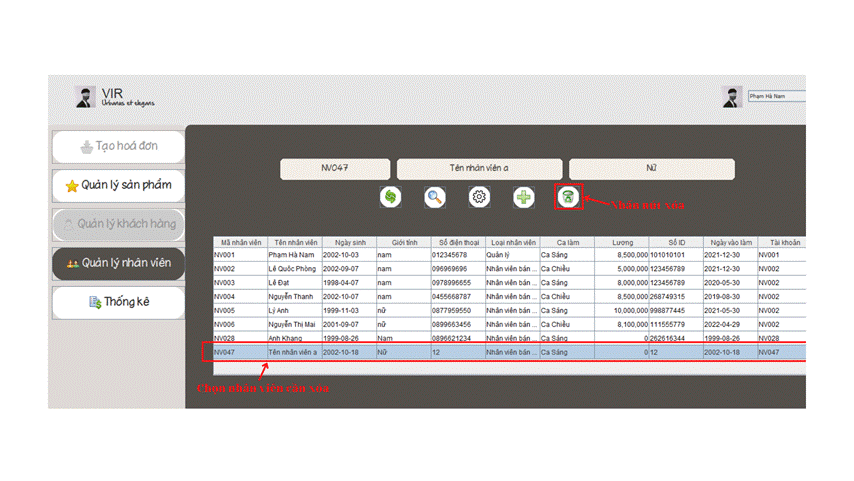 VIR
Urbanus et elegans
Phạm Hà Nam
Tạo hoá đơn
Quản lý sản phẩm
Quản lý khách hàng
Quản lý nhân viên
Thống kê
NV047 Tên nhân viên a Nữ
Nhấn nút xoá
Mã nhân viên Tên nhân viên Ngày sinh Giới tính Số điện thoại Loại nhân viên Ca làm Lương Số ID Ngày vào làm Tài khoản
NV001 Phạm Hà Nam 2002-10-03 nam 012345678 Quản lý Ca Sáng 8,500,000 101010101 2021-12-30 NV001
NV002 Lê Quốc Phòng 2002-09-07 nam 096969696 Nhân viên bán ... Ca Chiều 5,000,000 123456789 2021-12-30 NV002
NV003 Lê Đạt 1998-04-07 nam 0978996655 Nhân viên bán ... Ca Sáng 8,000,000 123456789 2020-05-30 NV002
NV004 Nguyễn Thanh 2002-10-07 nam 0455668787 Nhân viên bán ... Ca Chiều 8,500,000 268749315 2019-08-30 NV002
NV005 Lý Anh 1999-11-03 nữ 0877959550 Nhân viên bán ... Ca Sáng 10,000,000 998877445 2021-05-30 NV002
NV006 Nguyễn Thị Mai 2001-09-07 nữ 0899663456 Nhân viên bán ... Ca Chiều 8,100,000 111555779 2022-04-29 NV002
NV028 Anh Khang 1999-08-26 Nam 0896621234 Nhân viên bán ... Ca Sáng 0 262616344 1999-08-26 NV028
NV047 Tên nhân viên a 2002-10-18 Nữ 12 Nhân viên bán ... Ca Sáng 0 12 2002-10-18 NV047
Chọn nhân viên cần xoá